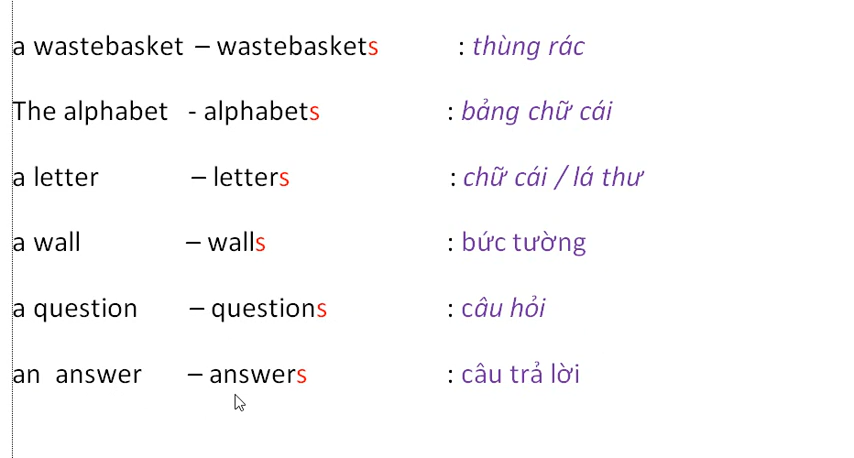 a wastebasket – wastebaskets : thùng rác
The alphabet - alphabets : bảng chữ cái
a letter – letters : chữ cái / lá thư
a wall – walls : bức tường
a question – questions : câu hỏi
an answer – answers : câu trả lời